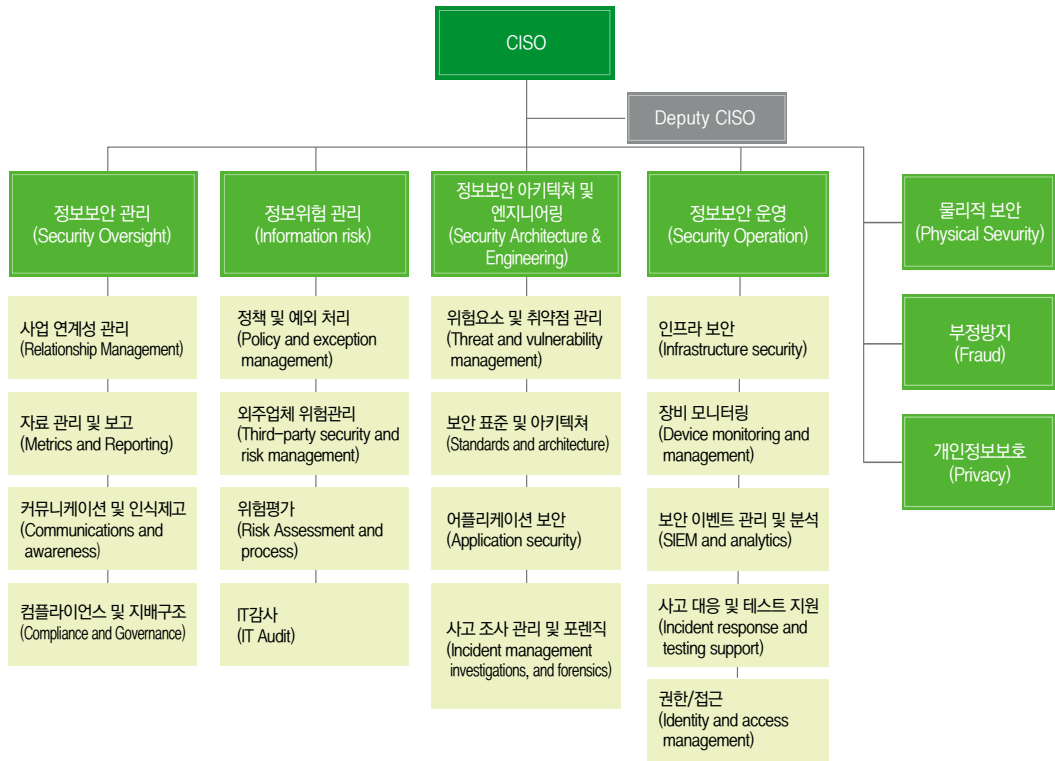 CISO
Deputy CISO
정보보안 관리
(Security Oversight)
정보위험 관리
(Information risk)
정보보안 아키텍쳐 및
엔지니어링
(Security Architecture &
Engineering)
정보보안 운영
(Security Operation)
물리적 보안
(Physical Sevurity)
부정방지
(Fraud)
개인정보보호
(Privacy)
사업 연계성 관리
(Relationship Management)
자료 관리 및 보고
(Metrics and Reporting)
커뮤니케이션 및 인식제고
(Communications and
awareness)
컴플라이언스 및 지배구조
(Compliance and Governance)
정책 및 예외 처리
(Policy and exception
management)
외주업체 위험관리
(Third-party security and
risk management)
위험평가
(Risk Assessment and
process)
IT감사
(IT Audit)
위험요소 및 취약점 관리
(Threat and vulnerability
management)
보안 표준 및 아키텍쳐
(Standards and architecture)
어플리케이션 보안
(Application security)
사고 조사 관리 및 포렌직
(Incident management
investigations, and forensics)
인프라 보안
(Infrastructure security)
장비 모니터링
(Device monitoring and
management)
보안 이벤트 관리 및 분석
(SIEM and analytics)
사고 대응 및 테스트 지원
(Incident response and
testing support)
권한/접근
(Identity and access
management)